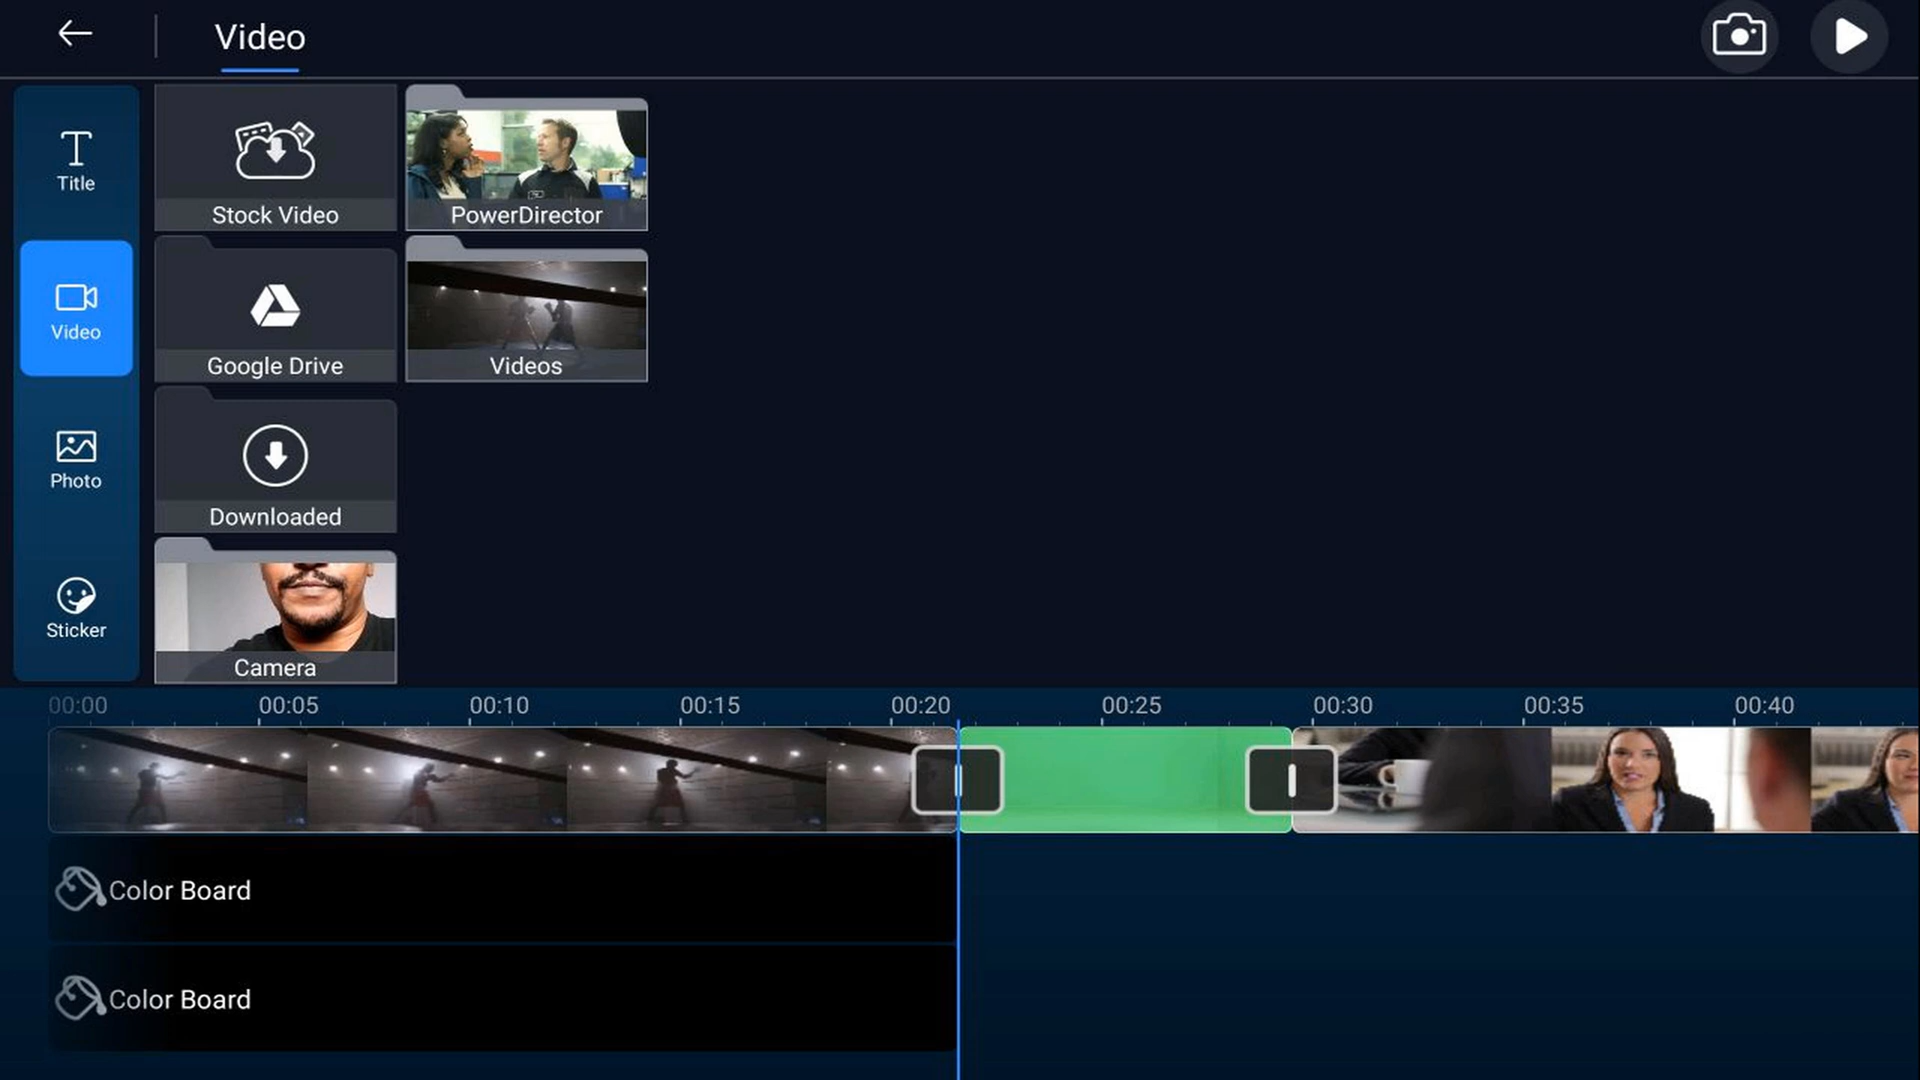 Video
Title
Video
Photo
Sticker
Stock Video
PowerDirector
Google Drive
Videos
Downloaded
Camera
00:00 00:05 00:10 00:15 00:20 00:25 00:30 00:35 00:40
Color Board
Color Board